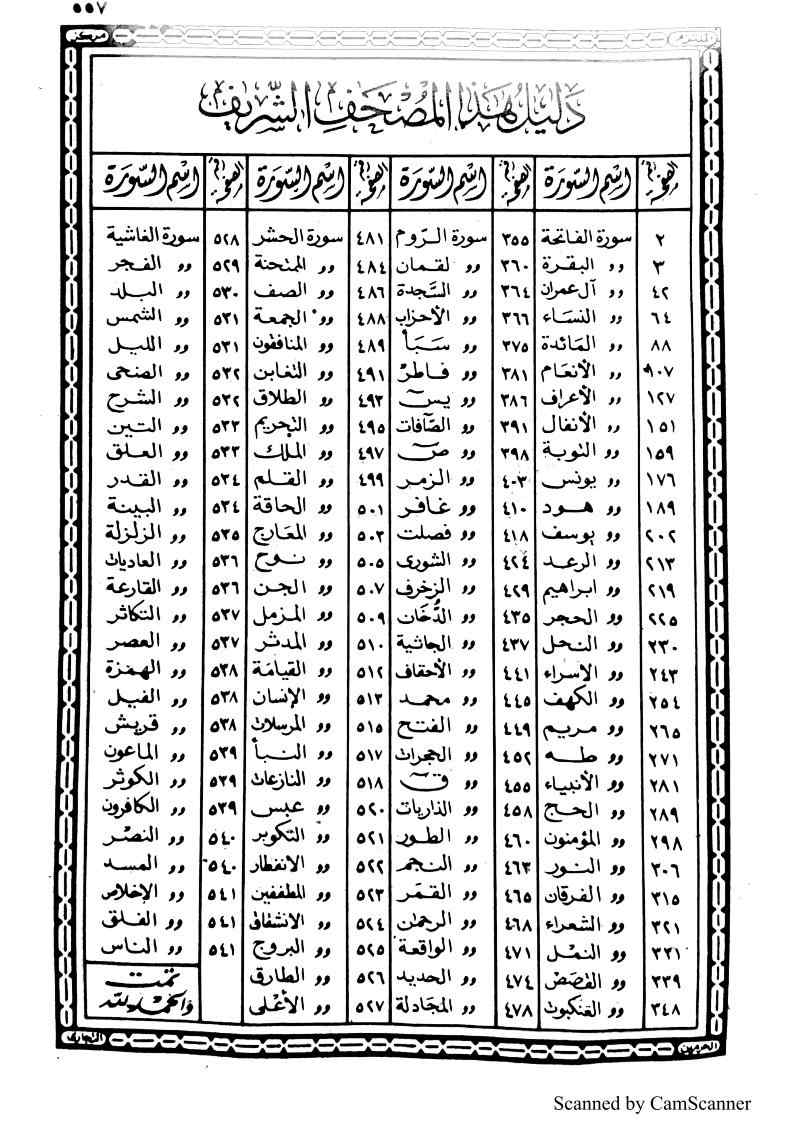 ٥٥٧
مركز
دليل هذا المصحف الشريف
الصحيفة اسم السورة الصحيفة اسم السورة الصحيفة اسم السورة الصحيفة اسم السورة
٢ سورة الفاتحة ٣٥٥ سورة الروم ٤٨١ سورة الحشر ٥٢٨ سورة الغاشية
٣ وو البقرة ٣٦٠ وو لقمان ٤٨٤ وو الممتحنة ٥٢٩ وو الفجر
٤٢ وو آل عمران ٣٦٤ وو السجدة ٤٨٦ وو الصف ٥٣٠ وو البلد
٦٤ وو النساء ٣٦٦ وو الأحزاب ٤٨٨ وو الجمعة ٥٣١ وو الشمس
٨٨ وو المائدة ٣٧٥ وو سبأ ٤٨٩ وو المنافقون ٥٣١ وو الليل
١٠٧ وو الأنعام ٣٨١ وو فاطر ٤٩١ وو التغابن ٥٣٢ وو الضحى
١٢٧ وو الأعراف ٣٨٦ وو يس ٤٩٣ وو الطلاق ٥٣٢ وو الشرح
١٥١ وو الأنفال ٣٩١ وو الصافات ٤٩٥ وو التحريم ٥٣٣ وو التين
١٥٩ وو التوبة ٣٩٨ وو ص ٤٩٧ وو الملك ٥٣٣ وو العلق
١٧٦ وو يونس ٤٠٣ وو الزمر ٤٩٩ وو القلم ٥٣٤ وو القدر
١٨٩ وو هود ٤١٠ وو غافر ٥٠١ وو الحاقة ٥٣٤ وو البينة
٢٠٢ وو يوسف ٤١٨ وو فصلت ٥٠٣ وو المعارج ٥٣٥ وو الزلزلة
٢١٣ وو الرعد ٤٢٤ وو الشورى ٥٠٥ وو نوح ٥٣٦ وو العاديات
٢١٩ وو ابراهيم ٤٢٩ وو الزخرف ٥٠٧ وو الجن ٥٣٦ وو القارعة
٢٢٥ وو الحجر ٤٣٥ وو الدخان ٥٠٩ وو المزمل ٥٣٧ وو التكاثر
٢٣٠ وو النحل ٤٣٧ وو الجاثية ٥١٠ وو المدثر ٥٣٧ وو العصر
٢٤٣ وو الاسراء ٤٤١ وو الأحقاف ٥١٢ وو القيامة ٥٣٨ وو الهمزة
٢٥٤ وو الكهف ٤٤٥ وو محمد ٥١٣ وو الإنسان ٥٣٨ وو الفيل
٢٦٥ وو مريم ٤٤٩ وو الفتح ٥١٥ وو المرسلات ٥٣٨ وو قريش
٢٧١ وو طه ٤٥٢ وو الحجرات ٥١٧ وو النبأ ٥٣٩ وو الماعون
٢٨١ وو الأنبياء ٤٥٥ وو ق ٥١٨ وو النازعات ٥٣٩ وو الكوثر
٢٨٩ وو الحج ٤٥٨ وو الذاريات ٥٢٠ وو عبس ٥٣٩ وو الكافرون
٢٩٨ وو المؤمنون ٤٦٠ وو الطور ٥٢١ وو التكوير ٥٤٠ وو النصر
٣٠٦ وو النور ٤٦٣ وو النجم ٥٢٢ وو الانفطار ٥٤٠ وو المسد
٣١٥ وو الفرقان ٤٦٥ وو القمر ٥٢٣ وو المطففين ٥٤١ وو الإخلاص
٣٢١ وو الشعراء ٤٦٨ وو الرحمن ٥٢٤ وو الانشقاق ٥٤١ وو الفلق
٣٣١ وو النمل ٤٧١ وو الواقعة ٥٢٥ وو البروج ٥٤١ وو الناس
٣٣٩ وو القصص ٤٧٤ وو الحديد ٥٢٦ وو الطارق تمت
٣٤٨ وو العنكبوت ٤٧٨ وو المجادلة ٥٢٧ وو الأعلى والحمد لله
الحرمين التجارى
Scanned by CamScanner